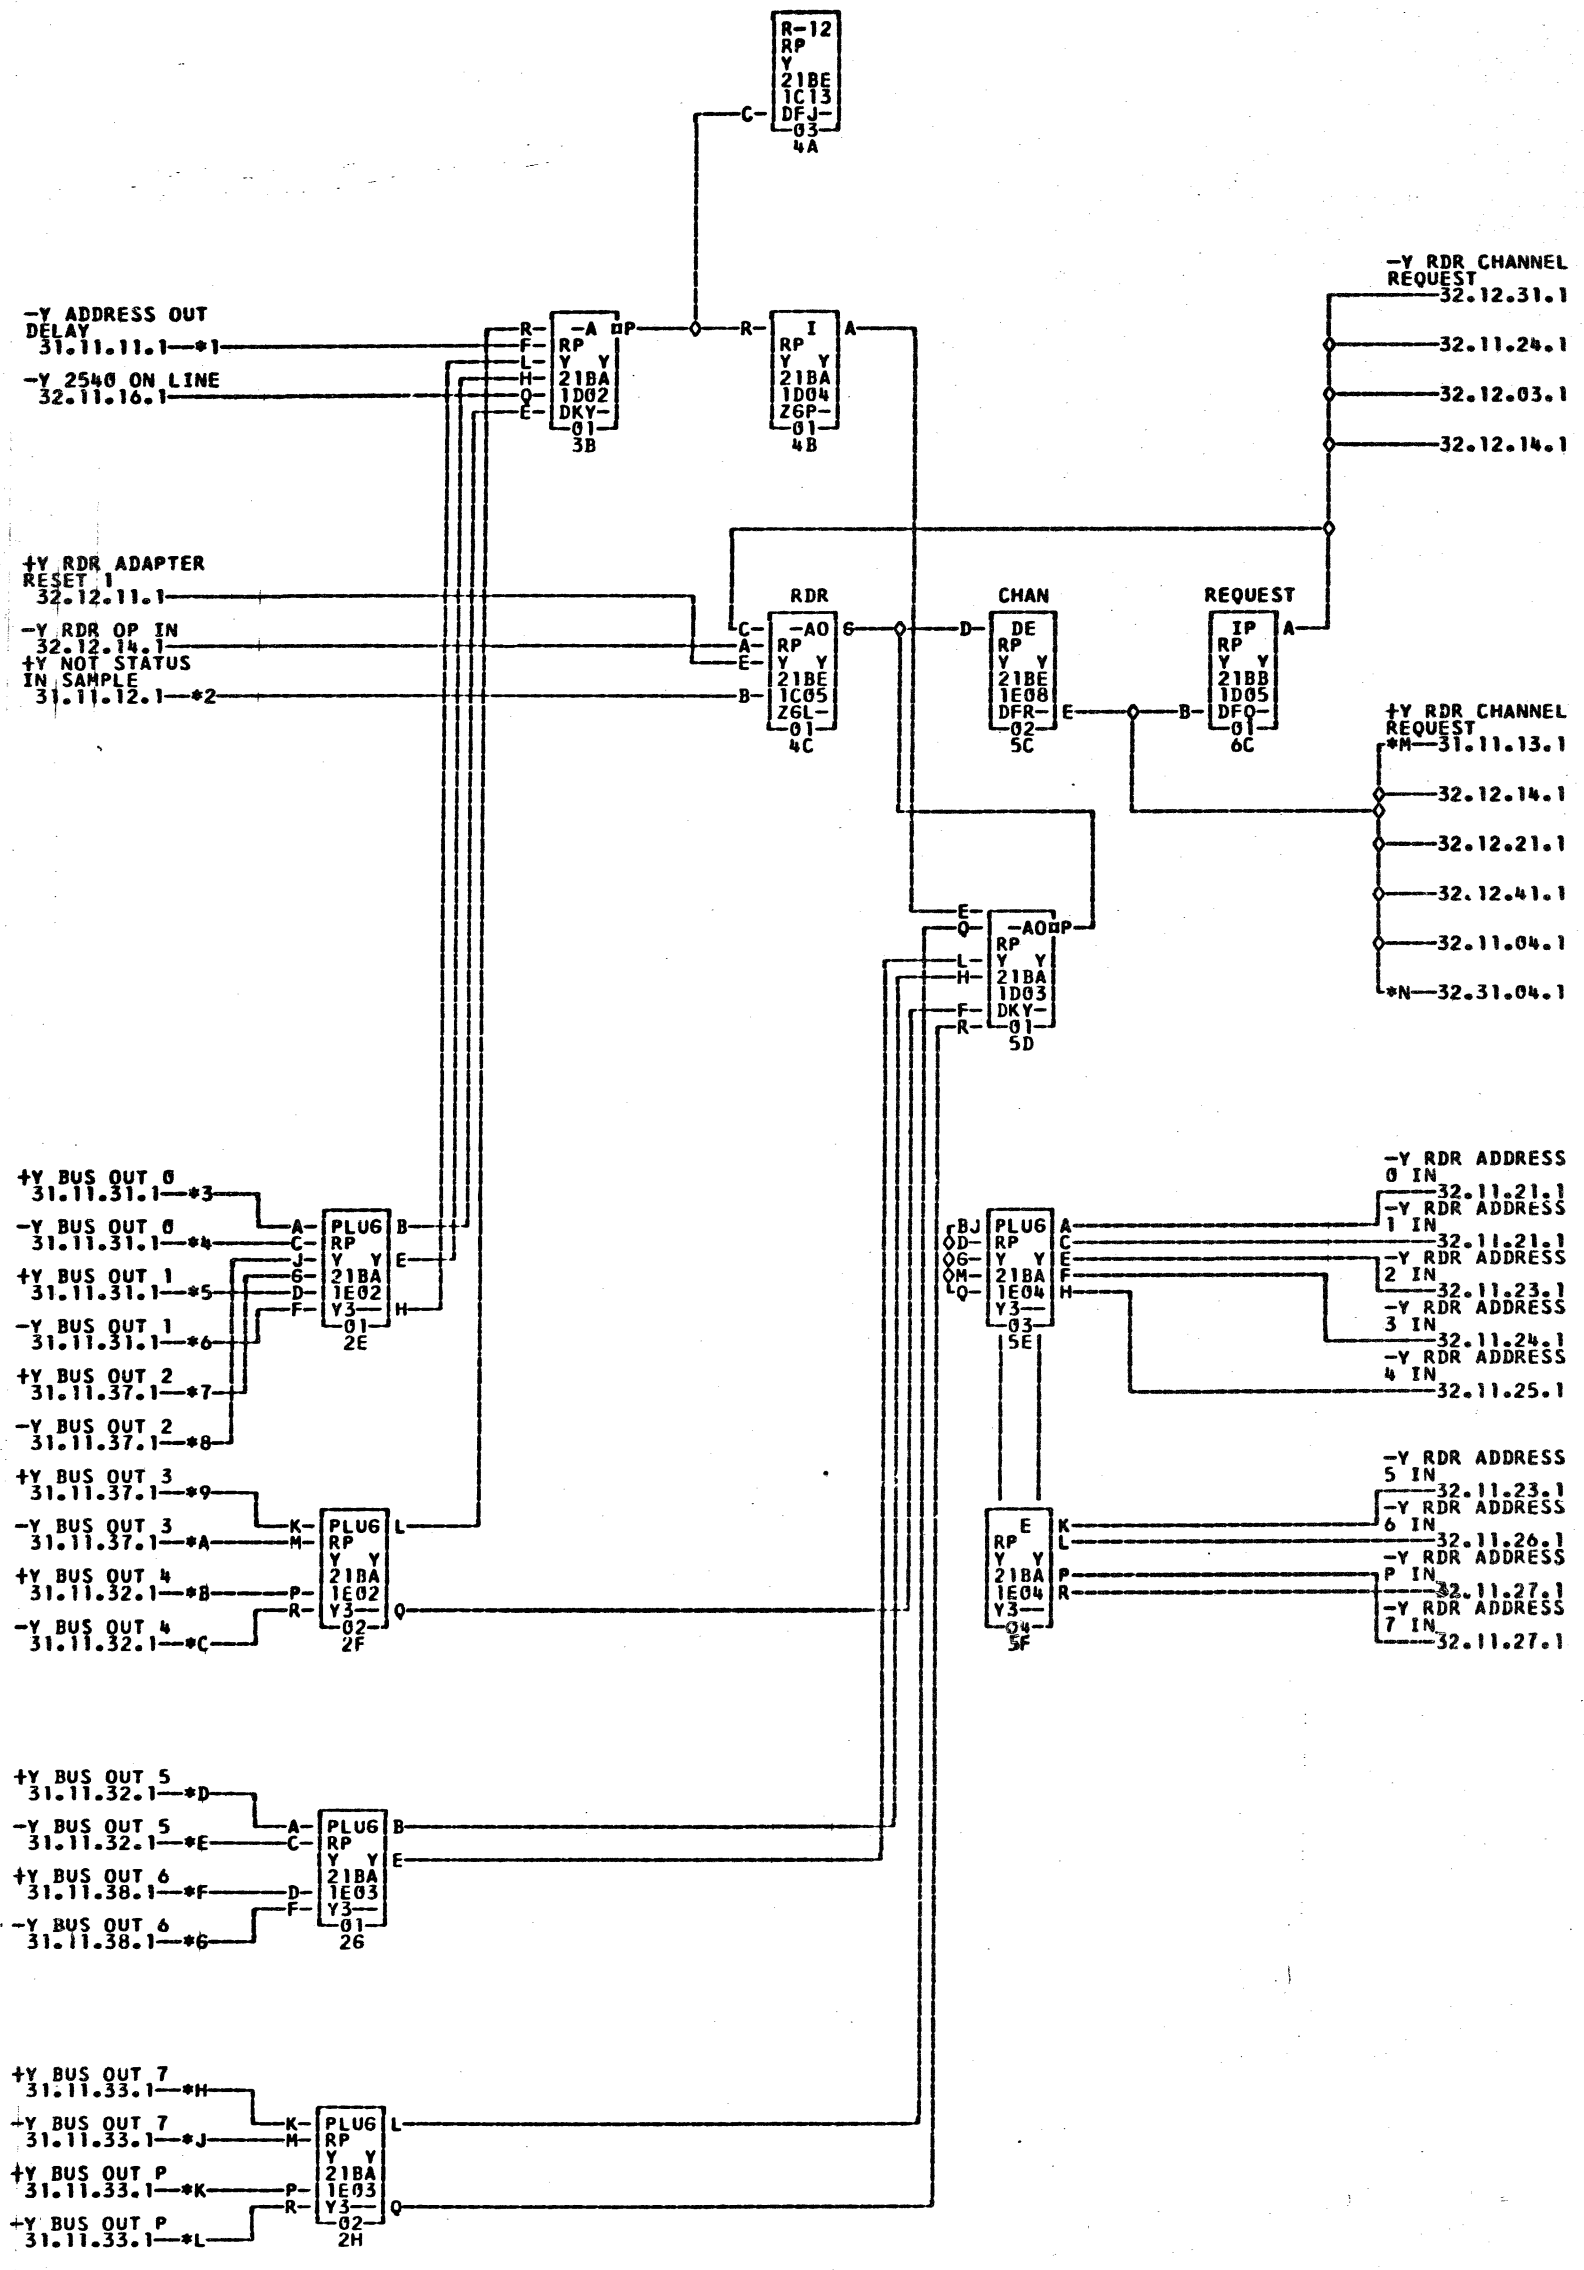 R-12
RP
Y
21BE
1C13
C- DFJ-
03
4A
-Y RDR CHANNEL
REQUEST
32.12.31.1
32.11.24.1
32.12.03.1
32.12.14.1
-Y ADDRESS OUT
DELAY
31.11.11.1—*1
-Y 2540 ON LINE
32.11.16.1
R- -A P
F- RP
L- Y Y
H- 21BA
Q- 1D02
E- DKY-
01
3B
R- I A
RP
Y Y
21BA
1D04
Z6P-
01
4B
+Y RDR ADAPTER
RESET 1
32.12.11.1
-Y RDR OP IN
32.12.14.1
+Y NOT STATUS
IN SAMPLE
31.11.12.1—*2
RDR
C- -AO G
A- RP
E- Y Y
21BE
B- 1C05
Z6L-
01
4C
CHAN
D- DE
RP
Y Y
21BE
1E08
DFR- E
02
5C
REQUEST
IP A
RP
Y Y
21BB
1D05
B- DFQ-
01
6C
+Y RDR CHANNEL
REQUEST
*M—31.11.13.1
32.12.14.1
32.12.21.1
32.12.41.1
32.11.04.1
*N—32.31.04.1
E-
Q- -AO P
RP
L- Y Y
H- 21BA
1D03
F- DKY-
R- 01
5D
+Y BUS OUT 0
31.11.31.1—*3
-Y BUS OUT 0
31.11.31.1—*4
+Y BUS OUT 1
31.11.31.1—*5
-Y BUS OUT 1
31.11.31.1—*6
+Y BUS OUT 2
31.11.37.1—*7
-Y BUS OUT 2
31.11.37.1—*8
A- PLUG B
C- RP
J- Y Y E
G- 21BA
D- 1E02
F- Y3— H
01
2E
BJ PLUG A
D- RP C
G- Y Y E
M- 21BA F
Q- 1E04 H
Y3—
03
5E
-Y RDR ADDRESS
0 IN
32.11.21.1
-Y RDR ADDRESS
1 IN
32.11.21.1
-Y RDR ADDRESS
2 IN
32.11.23.1
-Y RDR ADDRESS
3 IN
32.11.24.1
-Y RDR ADDRESS
4 IN
32.11.25.1
+Y BUS OUT 3
31.11.37.1—*9
-Y BUS OUT 3
31.11.37.1—*A
+Y BUS OUT 4
31.11.32.1—*B
-Y BUS OUT 4
31.11.32.1—*C
K- PLUG L
M- RP
Y Y
21BA
P- 1E02
R- Y3— Q
02
2F
E K
RP L
Y Y
21BA P
1E04 R
Y3—
04
5F
-Y RDR ADDRESS
5 IN
32.11.23.1
-Y RDR ADDRESS
6 IN
32.11.26.1
-Y RDR ADDRESS
P IN
32.11.27.1
-Y RDR ADDRESS
7 IN
32.11.27.1
+Y BUS OUT 5
31.11.32.1—*D
-Y BUS OUT 5
31.11.32.1—*E
+Y BUS OUT 6
31.11.38.1—*F
-Y BUS OUT 6
31.11.38.1—*G
A- PLUG B
C- RP
Y Y E
21BA
D- 1E03
F- Y3—
01
2G
+Y BUS OUT 7
31.11.33.1—*H
-Y BUS OUT 7
31.11.33.1—*J
+Y BUS OUT P
31.11.33.1—*K
-Y BUS OUT P
31.11.33.1—*L
K- PLUG L
M- RP
Y Y
21BA
P- 1E03
R- Y3— Q
02
2H